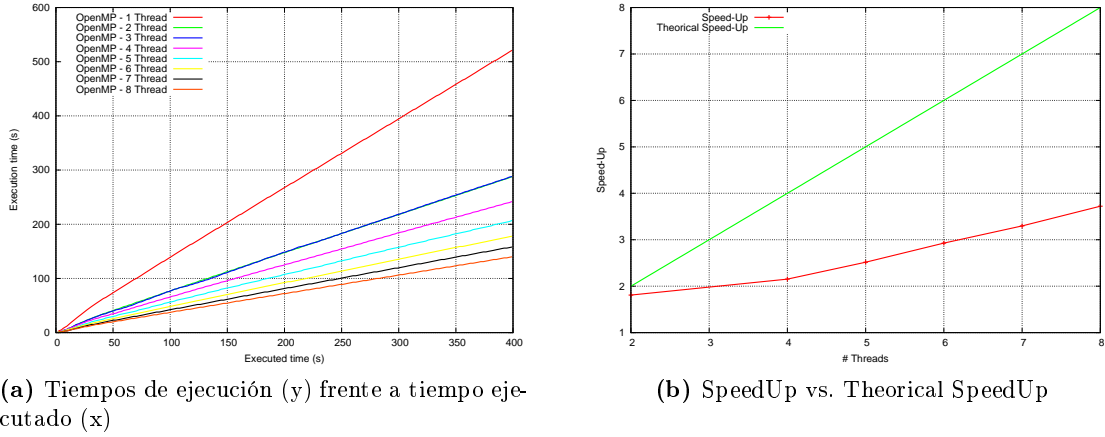 600
500
400
300
200
100
0
0
50
100
150
200
250
300
350
400
Execution time (s)
Executed time (s)
OpenMP - 1 Thread
OpenMP - 2 Thread
OpenMP - 3 Thread
OpenMP - 4 Thread
OpenMP - 5 Thread
OpenMP - 6 Thread
OpenMP - 7 Thread
OpenMP - 8 Thread
(a) Tiempos de ejecución (y) frente a tiempo eje-
cutado (x)
8
7
6
5
4
3
2
1
2
3
4
5
6
7
8
Speed-Up
# Threads
Speed-Up
Theorical Speed-Up
(b) SpeedUp vs. Theorical SpeedUp